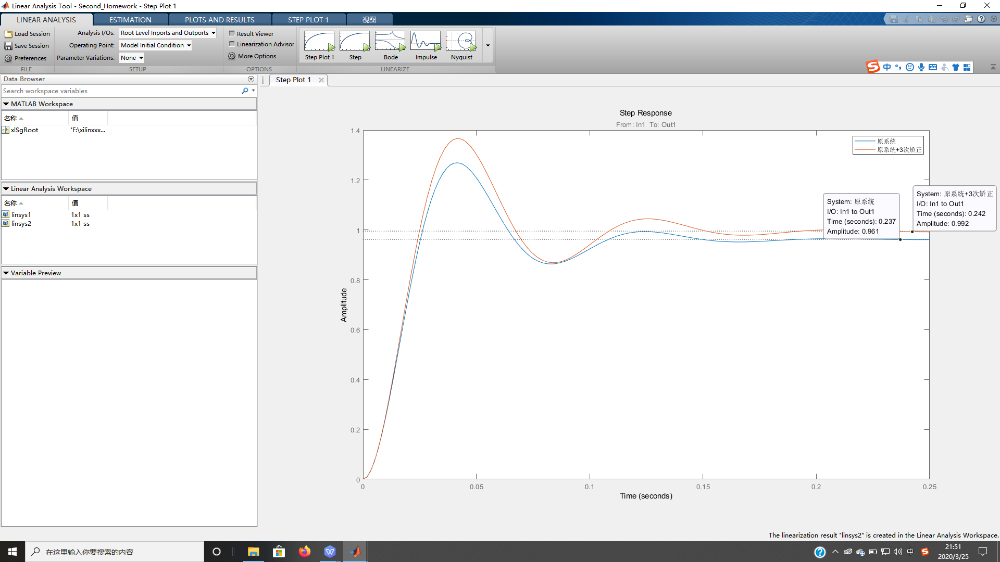 Linear Analysis Tool - Second_Homework - Step Plot 1
LINEAR ANALYSIS
ESTIMATION
PLOTS AND RESULTS
STEP PLOT 1
视图
Load Session
Save Session
Preferences
FILE
Analysis I/Os: Root Level Inports and Outports
Operating Point: Model Initial Condition
Parameter Variations: None
SETUP
Result Viewer
Linearization Advisor
More Options
OPTIONS
Step Plot 1
Step
Bode
Impulse
Nyquist
LINEARIZE
中
Data Browser
Search workspace variables
MATLAB Workspace
名称 值
xlSgRoot 'F:\xilinxxx...
Linear Analysis Workspace
名称 值
linsys1 1x1 ss
linsys2 1x1 ss
Variable Preview
Step Plot 1
Step Response
From: In1 To: Out1
原系统
原系统+3次矫正
System: 原系统
I/O: In1 to Out1
Time (seconds): 0.237
Amplitude: 0.961
System: 原系统+3次矫正
I/O: In1 to Out1
Time (seconds): 0.242
Amplitude: 0.992
1.4
1.2
1
0.8
0.6
0.4
0.2
0
Amplitude
0 0.05 0.1 0.15 0.2 0.25
Time (seconds)
The linearization result "linsys2" is created in the Linear Analysis Workspace.
在这里输入你要搜索的内容
中
21:51
2020/3/25